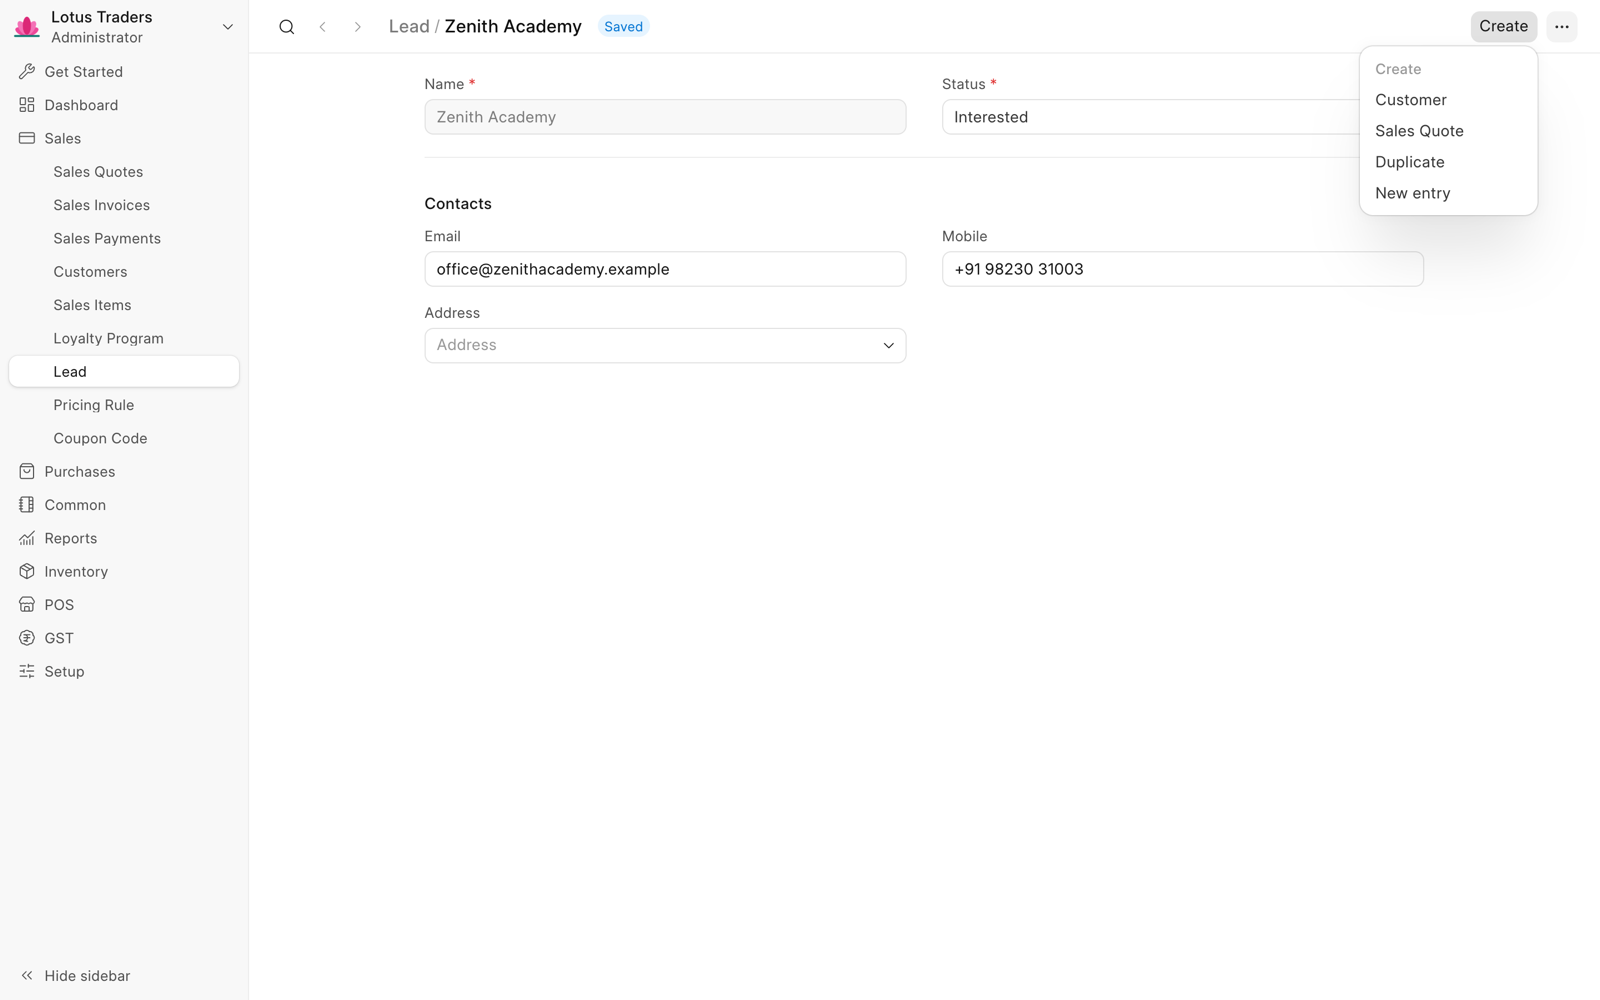 Lotus Traders
Administrator
Get Started
Dashboard
Sales
Sales Quotes
Sales Invoices
Sales Payments
Customers
Sales Items
Loyalty Program
Lead
Pricing Rule
Coupon Code
Purchases
Common
Reports
Inventory
POS
GST
Setup
Hide sidebar
Lead / Zenith Academy Saved
Create ···
Name * Status *
Zenith Academy Interested
Contacts
Email Mobile
office@zenithacademy.example +91 98230 31003
Address
Address
Create
Customer
Sales Quote
Duplicate
New entry